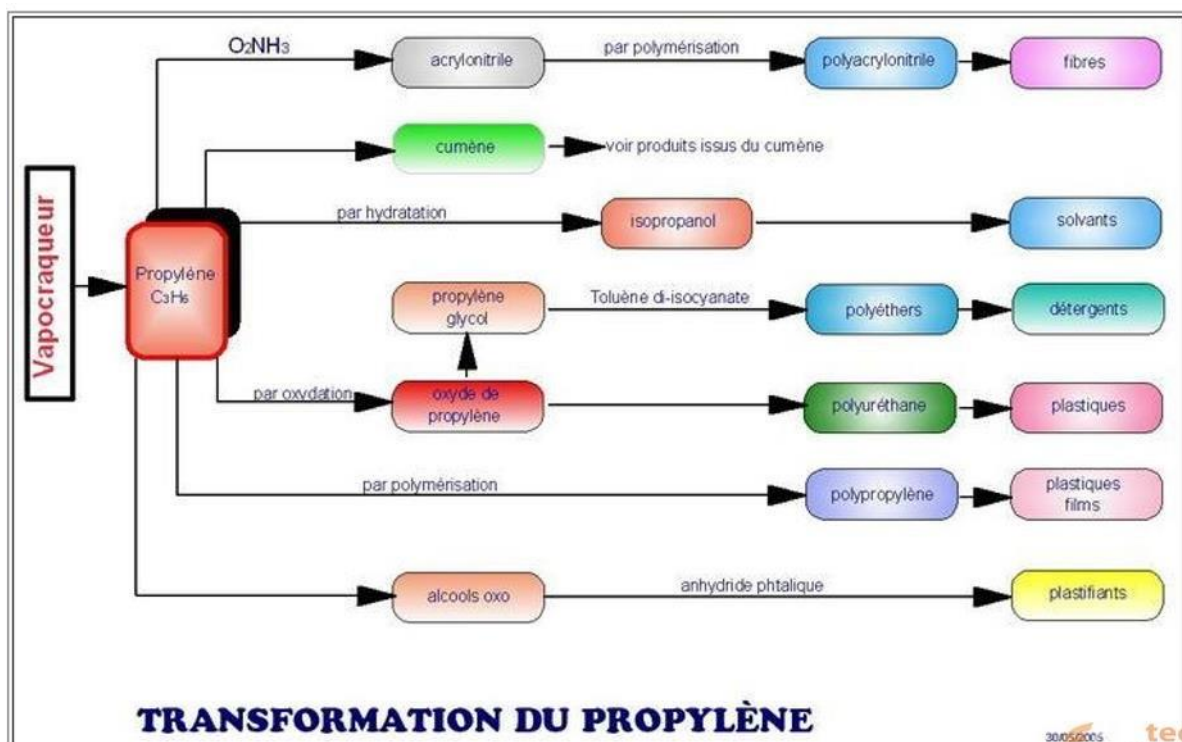 O2NH3
acrylonitrile
par polymérisation
polyacrylonitrile
fibres
cumène
voir produits issus du cumène
Vapocraqueur
par hydratation
isopropanol
solvants
Propylène
C3H6
propylène
glycol
Toluène di-isocyanate
polyéthers
détergents
par oxydation
oxyde de
propylène
polyuréthane
plastiques
par polymérisation
polypropylène
plastiques
films
alcools oxo
anhydride phtalique
plastifiants
TRANSFORMATION DU PROPYLÈNE
30/05/2005